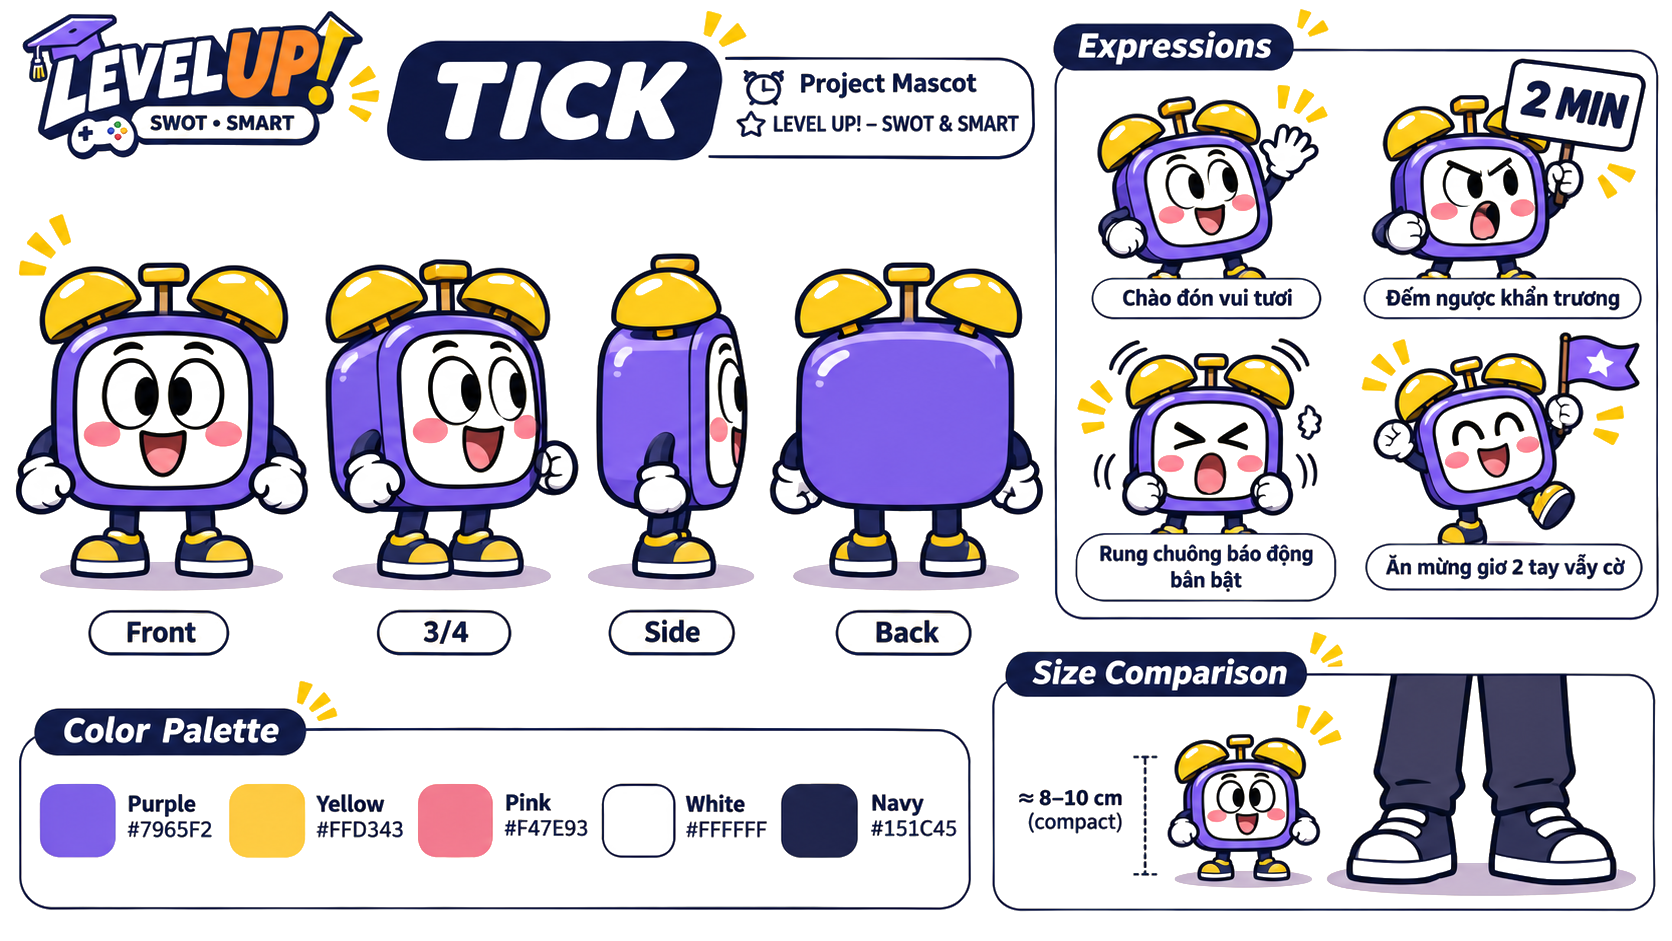 LEVEL UP!
SWOT • SMART
TICK
Project Mascot
LEVEL UP! – SWOT & SMART
Front
3/4
Side
Back
Expressions
2 MIN
Chào đón vui tươi
Đếm ngược khẩn trương
Rung chuông báo động
bân bật
Ăn mừng giơ 2 tay vẫy cờ
Color Palette
Purple
#7965F2
Yellow
#FFD343
Pink
#F47E93
White
#FFFFFF
Navy
#151C45
Size Comparison
≈ 8–10 cm
(compact)